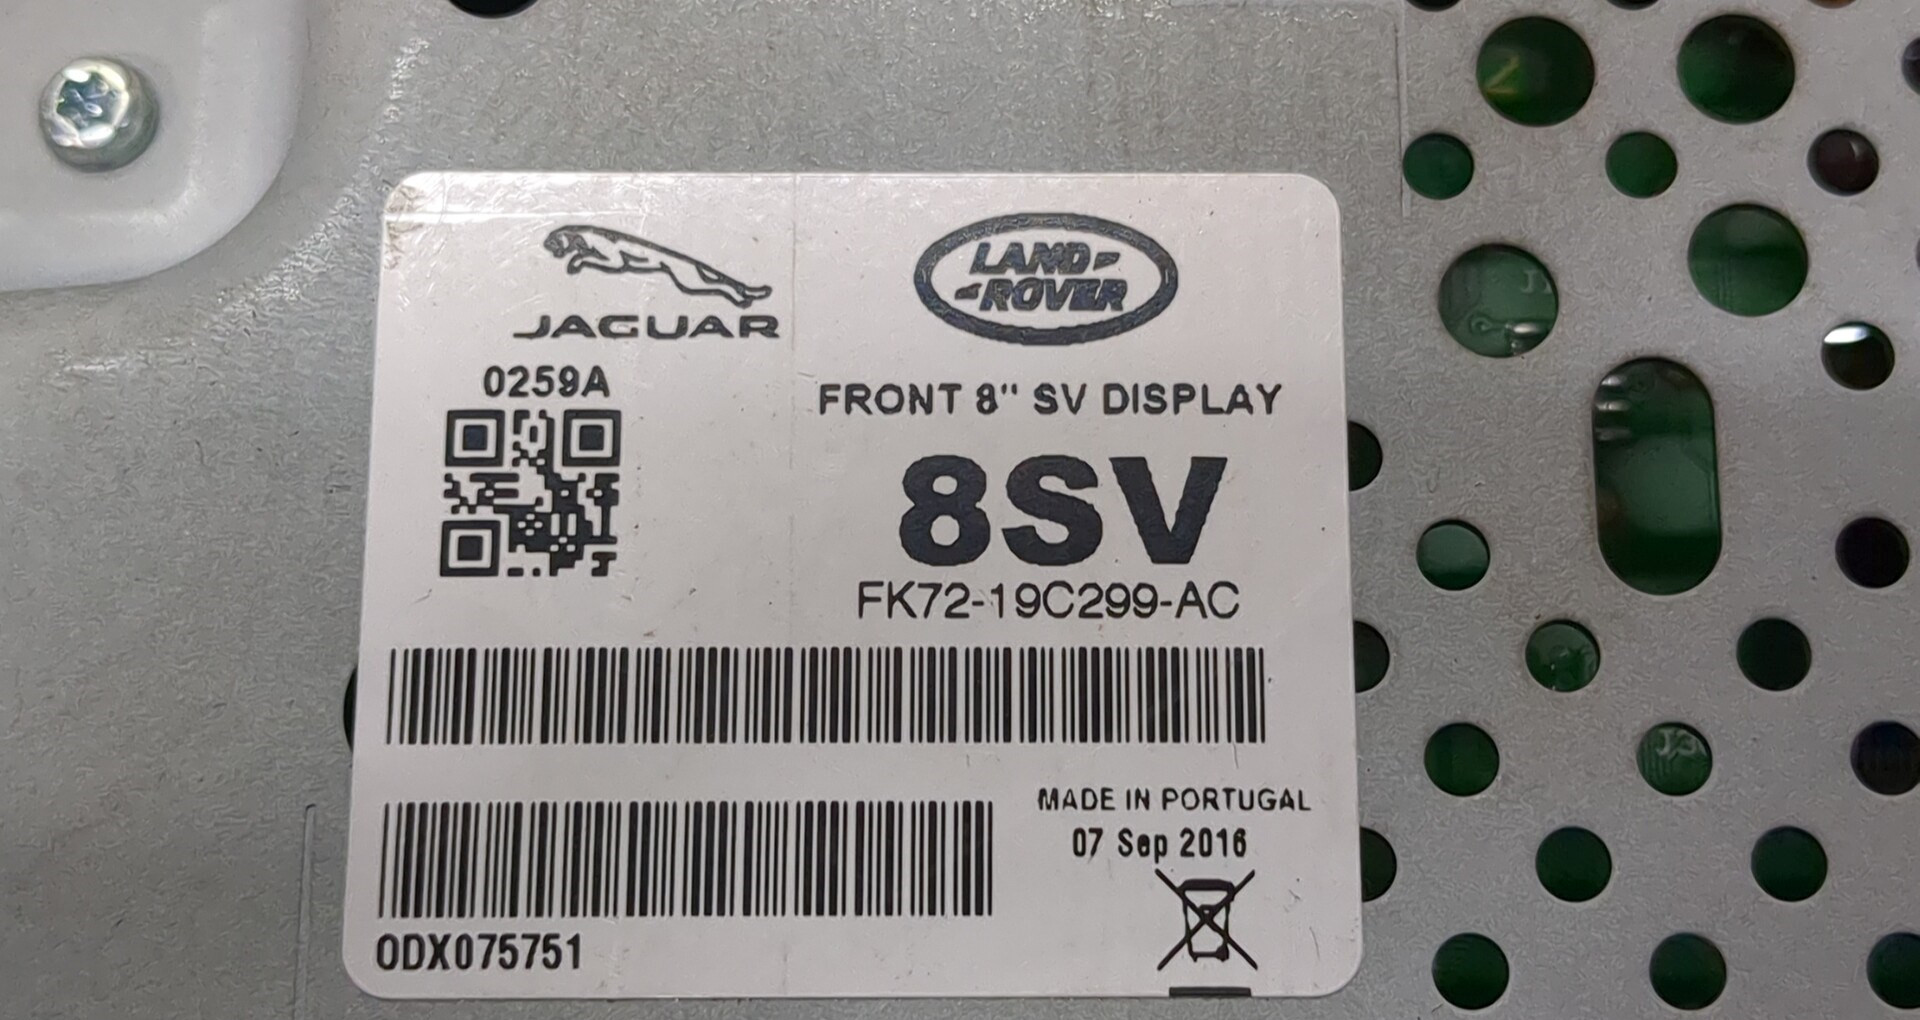 JAGUAR
LAND-
-ROVER
0259A
FRONT 8" SV DISPLAY
8SV
FK72-19C299-AC
MADE IN PORTUGAL
07 Sep 2016
ODX075751